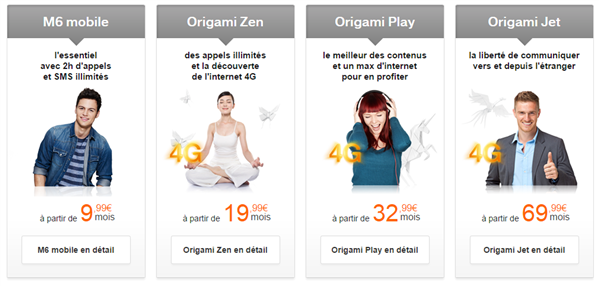 M6 mobile
l'essentiel
avec 2h d'appels
et SMS illimités
à partir de 9,99€ mois
M6 mobile en détail
Origami Zen
des appels illimités
et la découverte
de l'internet 4G
4G
à partir de 19,99€ mois
Origami Zen en détail
Origami Play
le meilleur des contenus
et un max d'internet
pour en profiter
4G
à partir de 32,99€ mois
Origami Play en détail
Origami Jet
la liberté de communiquer
vers et depuis l'étranger
4G
à partir de 69,99€ mois
Origami Jet en détail